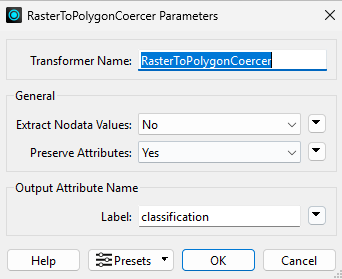 RasterToPolygonCoercer Parameters
Transformer Name: RasterToPolygonCoercer
General
Extract Nodata Values: No
Preserve Attributes: Yes
Output Attribute Name
Label: classification
Help Presets OK Cancel